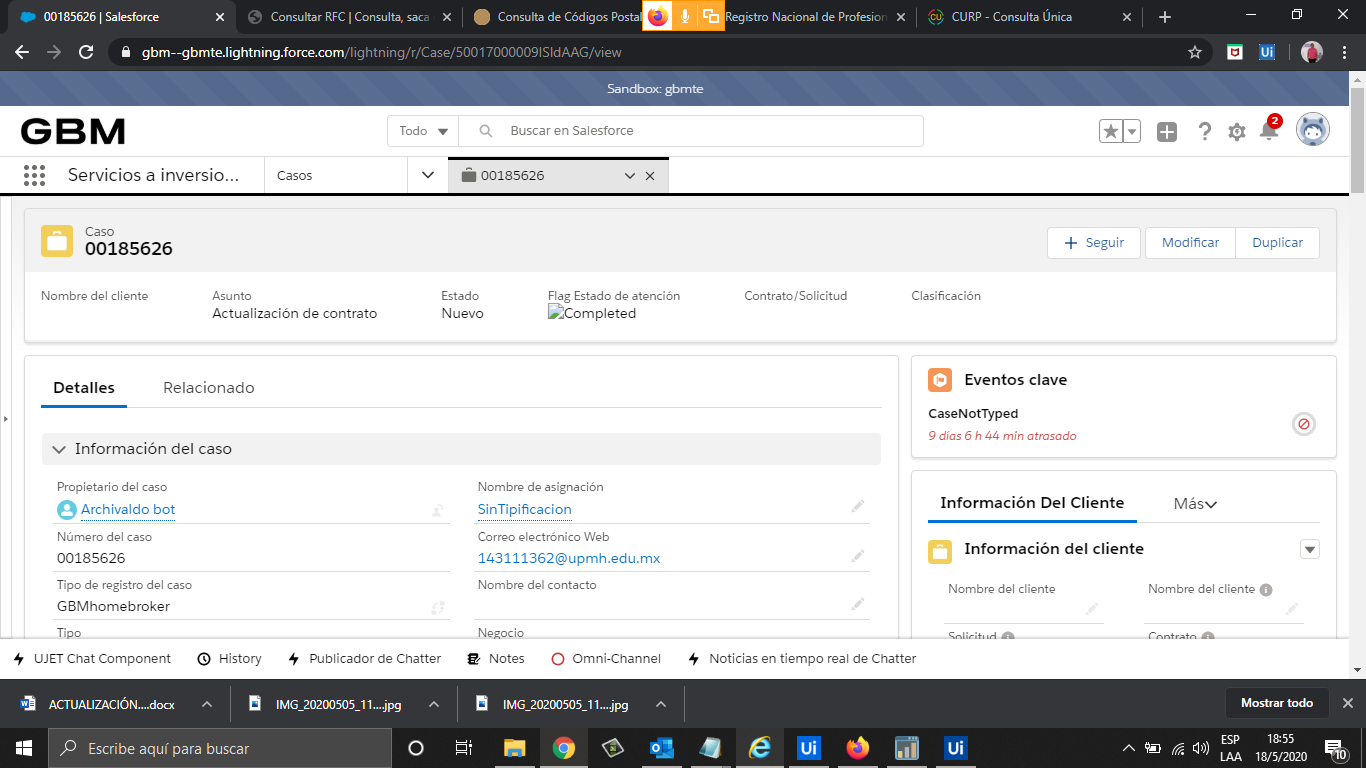 00185626 | Salesforce
Consultar RFC | Consulta, saca
Consulta de Códigos Postal
Registro Nacional de Profesion
CURP - Consulta Única
gbm--gbmte.lightning.force.com/lightning/r/Case/50017000009ISldAAG/view
Sandbox: gbmte
GBM
Todo
Buscar en Salesforce
2
Servicios a inversio...
Casos
00185626
Caso
00185626
Seguir
Modificar
Duplicar
Nombre del cliente
Asunto
Actualización de contrato
Estado
Nuevo
Flag Estado de atención
Completed
Contrato/Solicitud
Clasificación
Detalles
Relacionado
Información del caso
Propietario del caso
Archivaldo bot
Nombre de asignación
SinTipificacion
Número del caso
00185626
Correo electrónico Web
143111362@upmh.edu.mx
Tipo de registro del caso
GBMhomebroker
Nombre del contacto
Tipo
Negocio
Eventos clave
CaseNotTyped
9 días 6 h 44 min atrasado
Información Del Cliente
Más
Información del cliente
Nombre del cliente
Nombre del cliente
Solicitud
Contrato
UJET Chat Component
History
Publicador de Chatter
Notes
Omni-Channel
Noticias en tiempo real de Chatter
ACTUALIZACIÓN....docx
IMG_20200505_11....jpg
IMG_20200505_11....jpg
Mostrar todo
Escribe aquí para buscar
Ui
Ui
ESP
LAA
18:55
18/5/2020
10